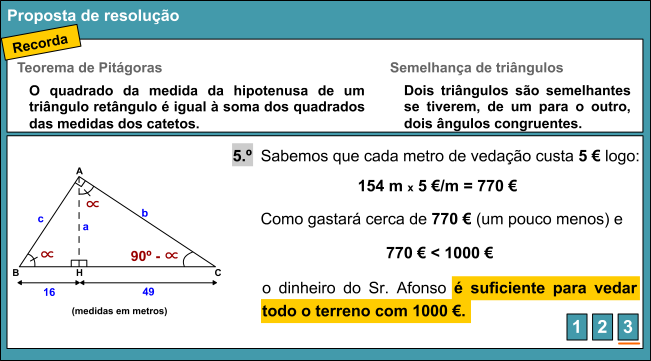 Proposta de resolução
Recorda
Teorema de Pitágoras
O quadrado da medida da hipotenusa de um
triângulo retângulo é igual à soma dos quadrados
das medidas dos catetos.
Semelhança de triângulos
Dois triângulos são semelhantes
se tiverem, de um para o outro,
dois ângulos congruentes.
A
∝
c
b
a
∝
90º - ∝
B
H
C
16
49
(medidas em metros)
5.º Sabemos que cada metro de vedação custa 5 € logo:
154 m x 5 €/m = 770 €
Como gastará cerca de 770 € (um pouco menos) e
770 € < 1000 €
o dinheiro do Sr. Afonso é suficiente para vedar
todo o terreno com 1000 €.
1 2 3